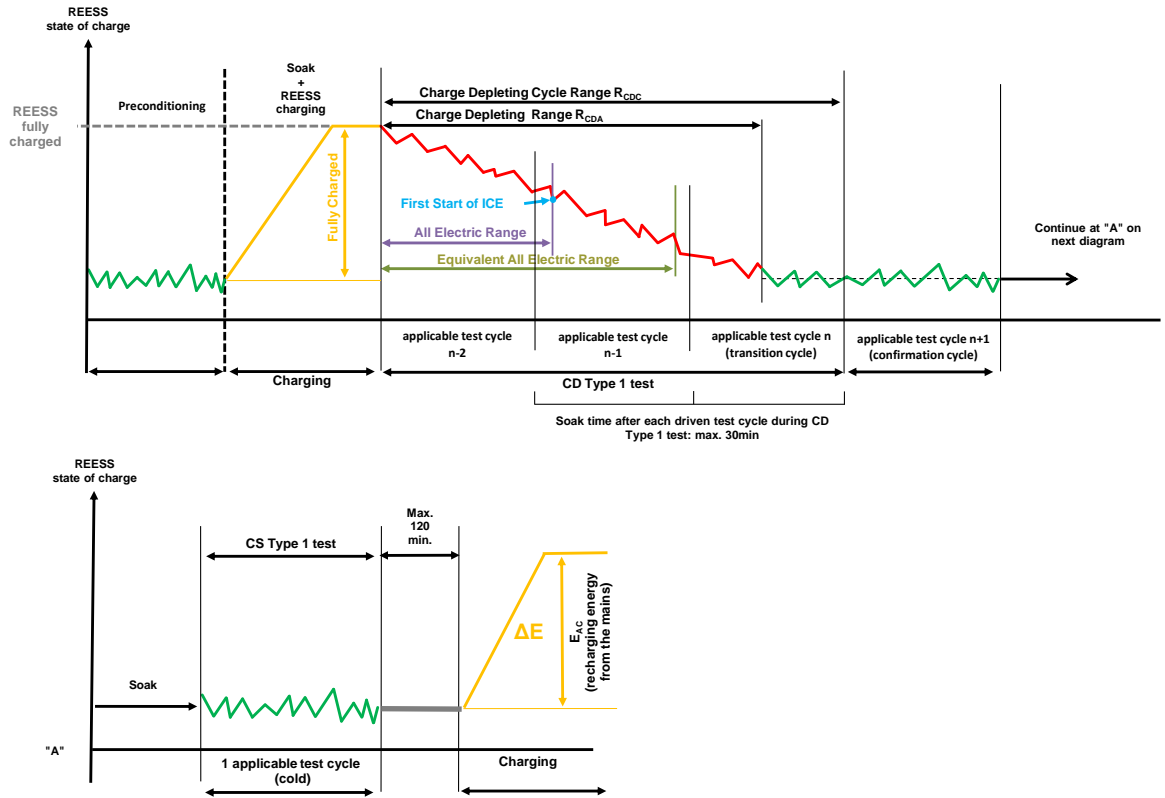 REESS
state of charge
Preconditioning
Soak
+
REESS
charging
Charge Depleting Cycle Range RCDC
Charge Depleting Range RCDA
REESS
fully
charged
Fully Charged
First Start of ICE
All Electric Range
Equivalent All Electric Range
Continue at "A" on
next diagram
applicable test cycle
n-2
applicable test cycle
n-1
applicable test cycle n
(transition cycle)
applicable test cycle n+1
(confirmation cycle)
Charging
CD Type 1 test
Soak time after each driven test cycle during CD
Type 1 test: max. 30min
REESS
state of charge
Max.
120
min.
CS Type 1 test
ΔE
EAC
(recharging energy
from the mains)
Soak
"A"
1 applicable test cycle
(cold)
Charging